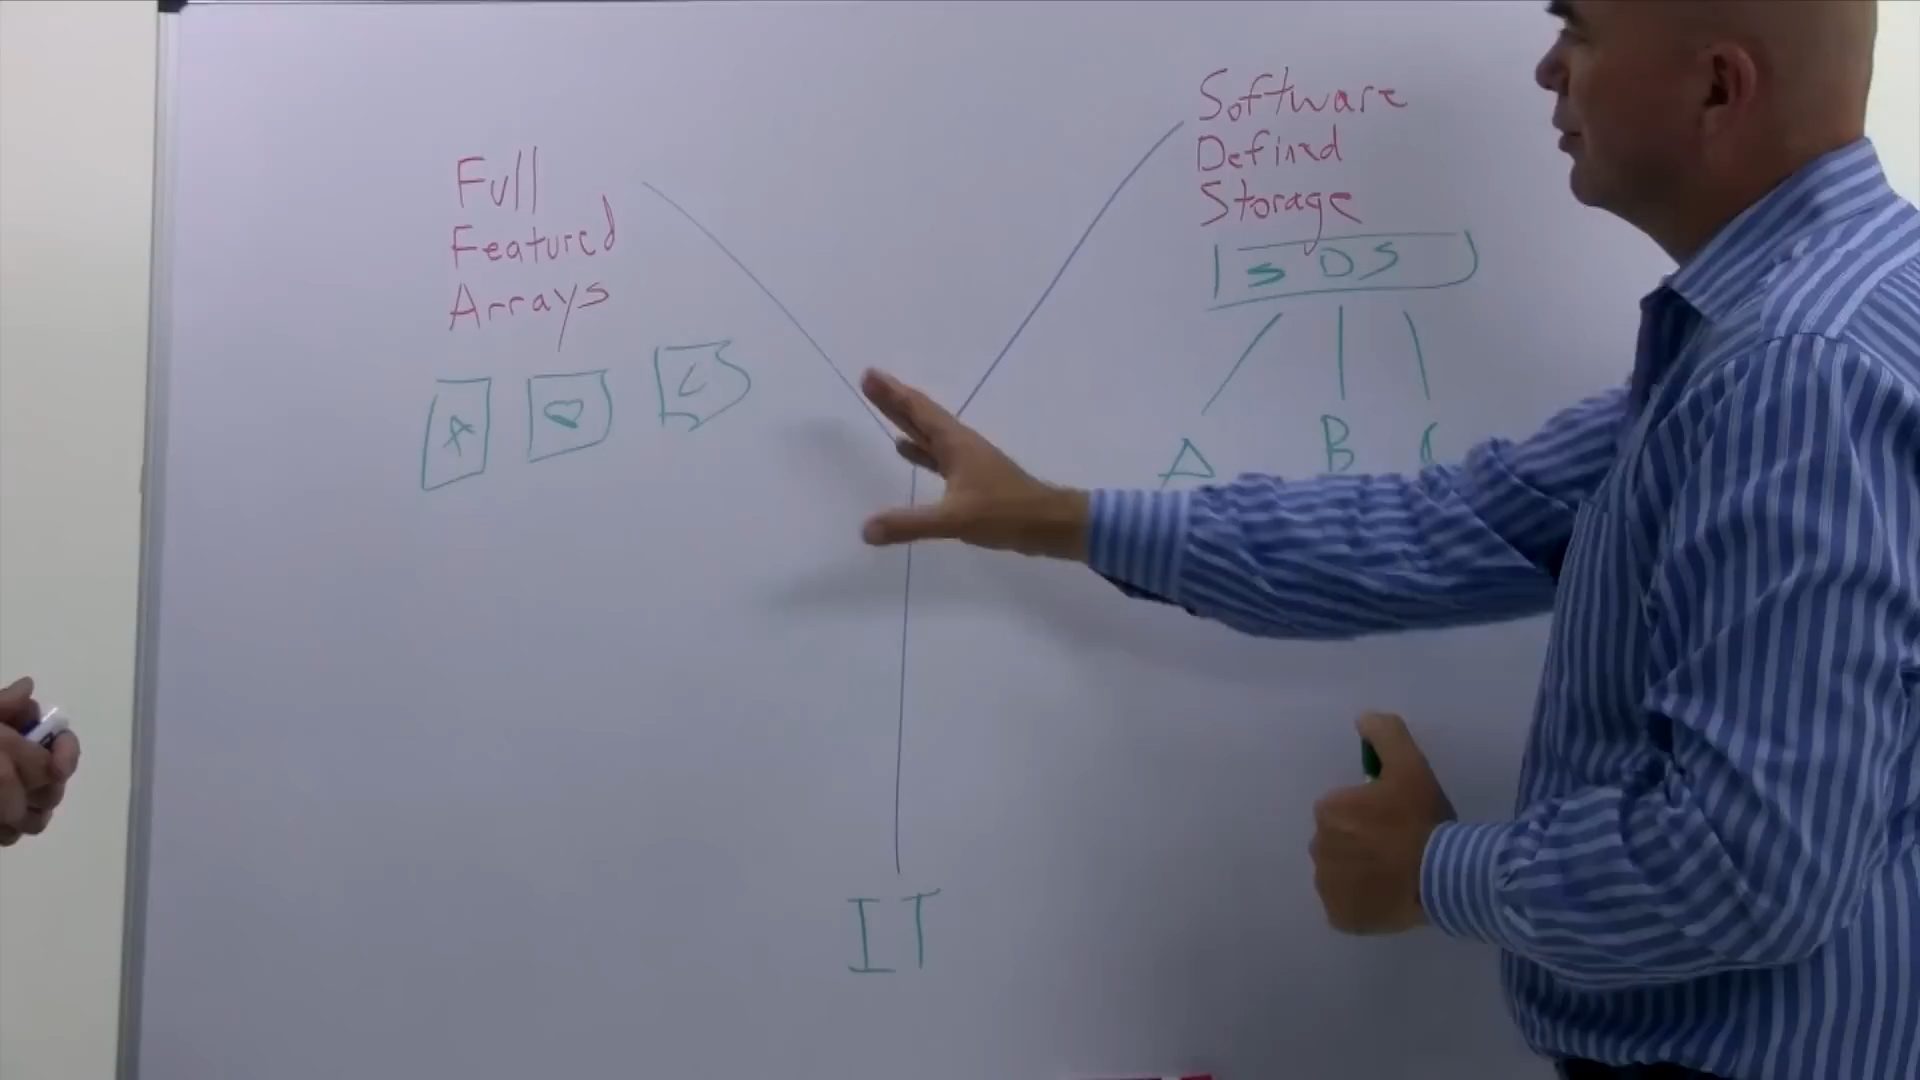 Full
Featured
Arrays
A
C
Software
Defined
Storage
SDS
A B
IT